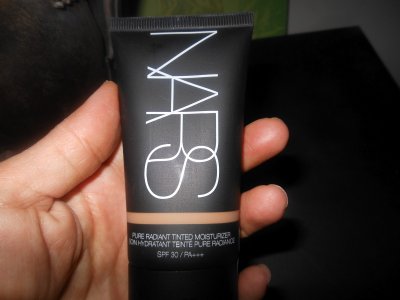 NARS
PURE RADIANT TINTED MOISTURIZER
SOIN HYDRATANT TEINTÉ PURE RADIANCE
SPF 30 / PA+++